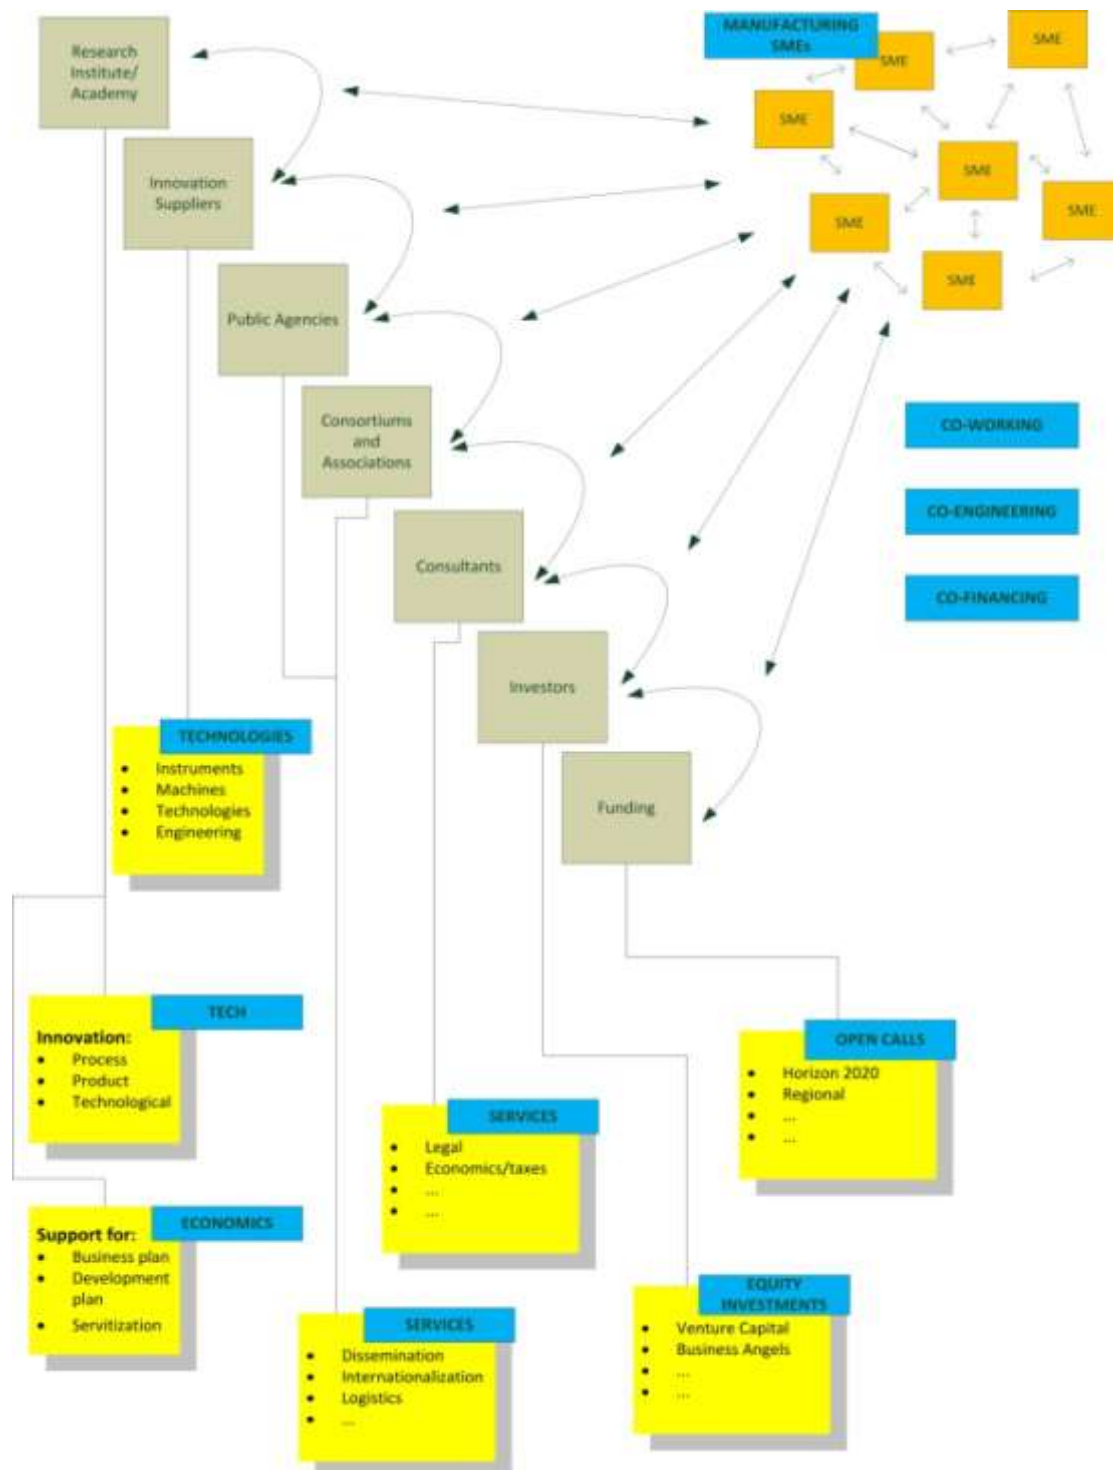 Research
Institute/
Academy
MANUFACTURING
SMEs
SME
SME
SME
SME
SME
SME
SME
Innovation
Suppliers
Public Agencies
Consortiums
and
Associations
Consultants
Investors
Funding
CO-WORKING
CO-ENGINEERING
CO-FINANCING
TECHNOLOGIES
• Instruments
• Machines
• Technologies
• Engineering
TECH
Innovation:
• Process
• Product
• Technological
ECONOMICS
Support for:
• Business plan
• Development
plan
• Servitization
SERVICES
• Legal
• Economics/taxes
• ...
• ...
SERVICES
• Dissemination
• Internationalization
• Logistics
• ...
OPEN CALLS
• Horizon 2020
• Regional
• ...
• ...
EQUITY
INVESTMENTS
• Venture Capital
• Business Angels
• ...
• ...